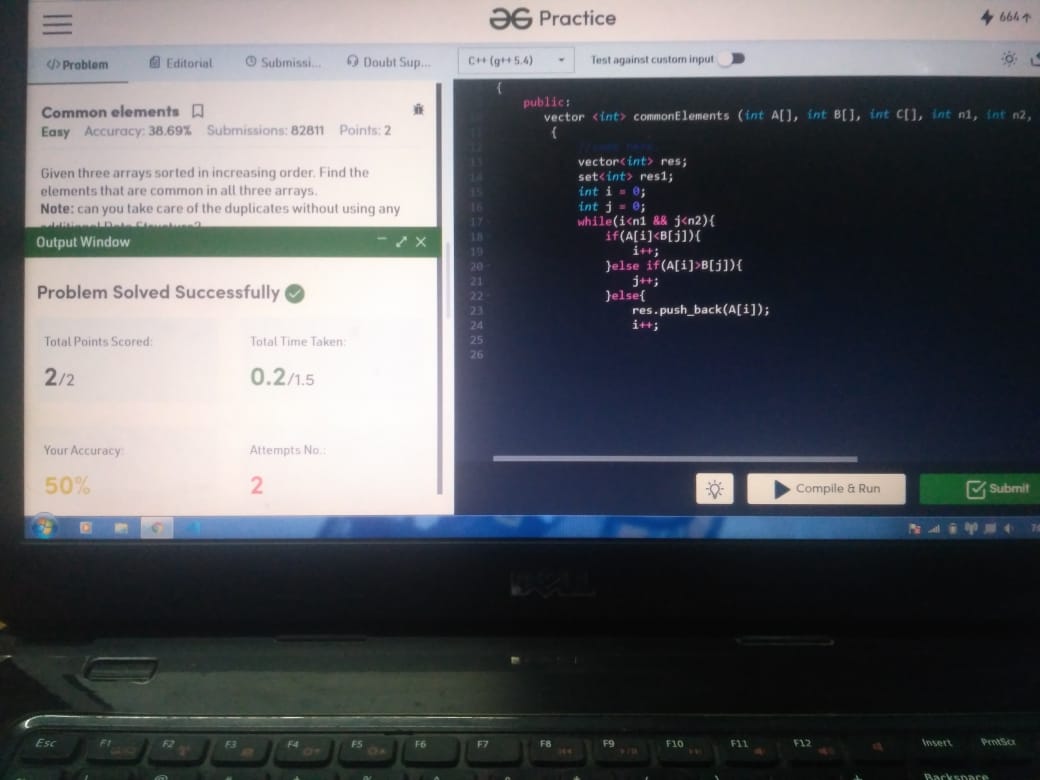 Practice
664↑
</>Problem
Editorial
Submissi...
Doubt Sup...
C++ (g++ 5.4)
Test against custom input
Common elements
Easy Accuracy: 38.69% Submissions: 82811 Points: 2
Given three arrays sorted in increasing order. Find the
elements that are common in all three arrays.
Note: can you take care of the duplicates without using any
additional Data Structure?
Output Window
Problem Solved Successfully
Total Points Scored:
2/2
Total Time Taken:
0.2/1.5
Your Accuracy:
50%
Attempts No.:
2
{
public:
vector <int> commonElements (int A[], int B[], int C[], int n1, int n2,
{
13 vector<int> res;
14 set<int> res1;
15 int i = 0;
16 int j = 0;
17 while(i<n1 && j<n2){
18 if(A[i]<B[j]){
19 i++;
20 }else if(A[i]>B[j]){
21 j++;
22 }else{
23 res.push_back(A[i]);
24 i++;
25
26
Compile & Run
Submit
DELL
Esc F1 F2 F3 F4 F5 F6 F7 F8 F9 F10 F11 F12 Insert PrntScr
Backspace